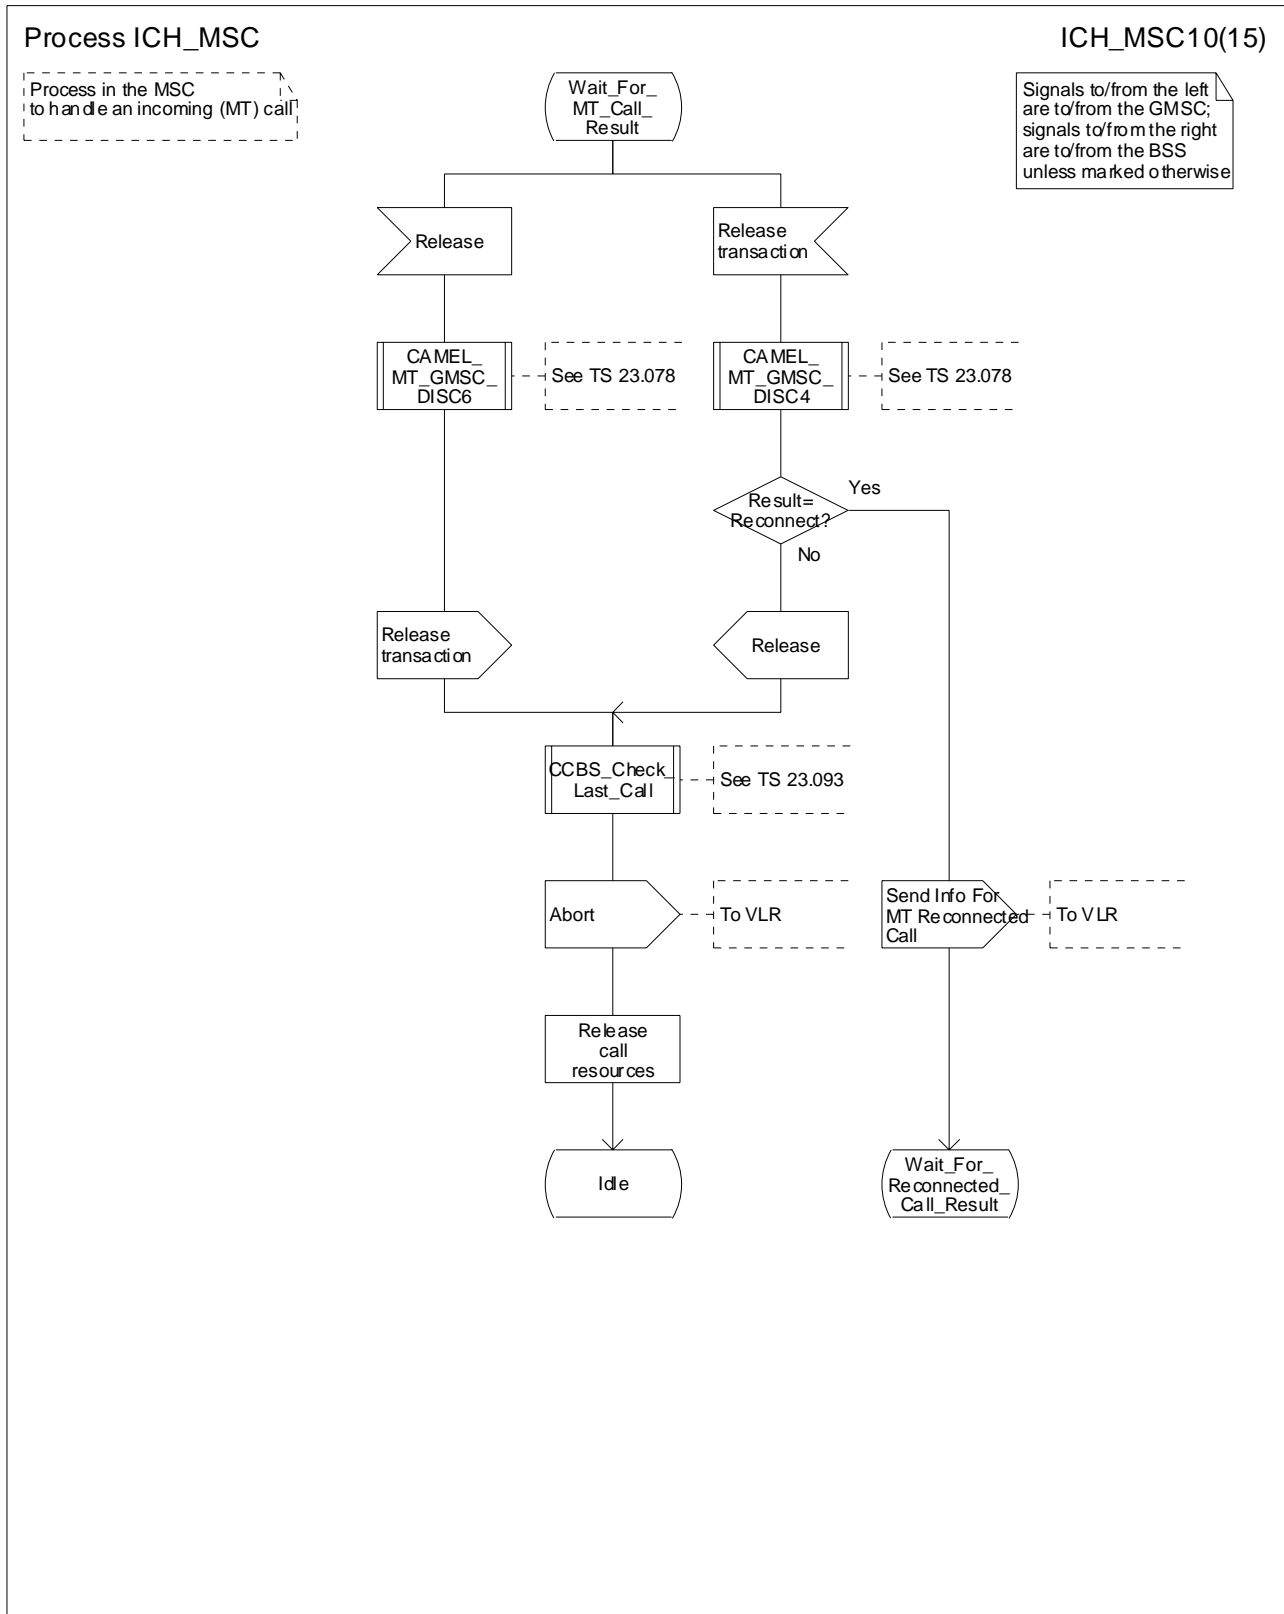 Process ICH_MSC
ICH_MSC10(15)
Process in the MSC
to handle an incoming (MT) call
Wait_For_
MT_Call_
Result
Signals to/from the left
are to/from the GMSC;
signals to/from the right
are to/from the BSS
unless marked otherwise
Release
Release
transaction
CAMEL_
MT_GMSC_
DISC6
See TS 23.078
CAMEL_
MT_GMSC_
DISC4
See TS 23.078
Result=
Reconnect?
Yes
No
Release
transaction
Release
CCBS_Check_
Last_Call
See TS 23.093
Abort
To VLR
Send Info For
MT Reconnected
Call
To VLR
Release
call
resources
Idle
Wait_For_
Reconnected_
Call_Result